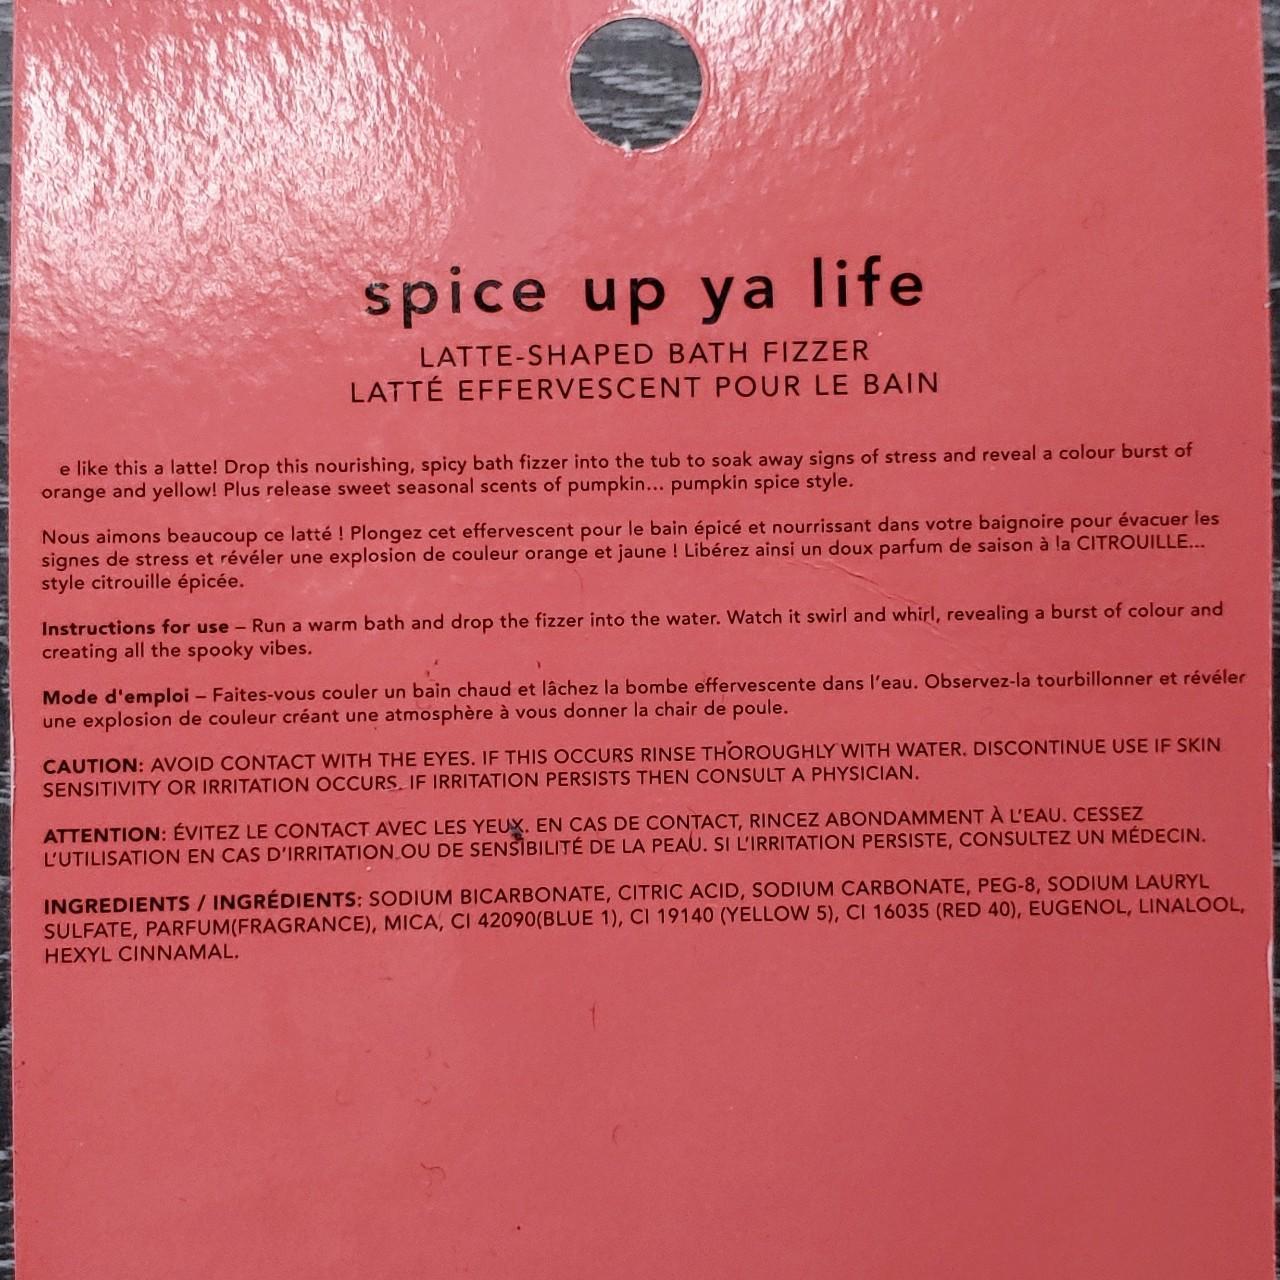 spice up ya life
LATTE-SHAPED BATH FIZZER
LATTÉ EFFERVESCENT POUR LE BAIN
e like this a latte! Drop this nourishing, spicy bath fizzer into the tub to soak away signs of stress and reveal a colour burst of
orange and yellow! Plus release sweet seasonal scents of pumpkin... pumpkin spice style.
Nous aimons beaucoup ce latté ! Plongez cet effervescent pour le bain épicé et nourrissant dans votre baignoire pour évacuer les
signes de stress et révéler une explosion de couleur orange et jaune ! Libérez ainsi un doux parfum de saison à la CITROUILLE...
style citrouille épicée.
Instructions for use – Run a warm bath and drop the fizzer into the water. Watch it swirl and whirl, revealing a burst of colour and
creating all the spooky vibes.
Mode d'emploi – Faites-vous couler un bain chaud et lâchez la bombe effervescente dans l'eau. Observez-la tourbillonner et révéler
une explosion de couleur créant une atmosphère à vous donner la chair de poule.
CAUTION: AVOID CONTACT WITH THE EYES. IF THIS OCCURS RINSE THOROUGHLY WITH WATER. DISCONTINUE USE IF SKIN
SENSITIVITY OR IRRITATION OCCURS. IF IRRITATION PERSISTS THEN CONSULT A PHYSICIAN.
ATTENTION: ÉVITEZ LE CONTACT AVEC LES YEUX. EN CAS DE CONTACT, RINCEZ ABONDAMMENT À L'EAU. CESSEZ
L'UTILISATION EN CAS D'IRRITATION OU DE SENSIBILITÉ DE LA PEAU. SI L'IRRITATION PERSISTE, CONSULTEZ UN MÉDECIN.
INGREDIENTS / INGRÉDIENTS: SODIUM BICARBONATE, CITRIC ACID, SODIUM CARBONATE, PEG-8, SODIUM LAURYL
SULFATE, PARFUM(FRAGRANCE), MICA, CI 42090(BLUE 1), CI 19140 (YELLOW 5), CI 16035 (RED 40), EUGENOL, LINALOOL,
HEXYL CINNAMAL.